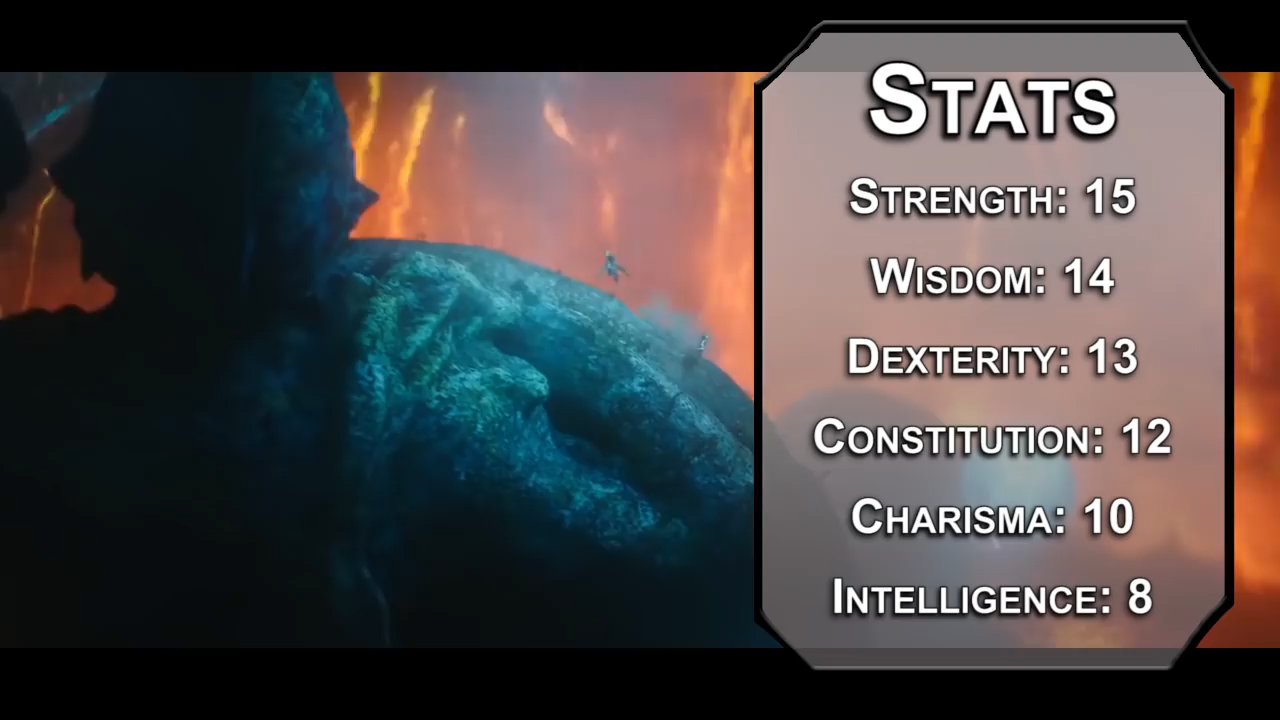 Stats
Strength: 15
Wisdom: 14
Dexterity: 13
Constitution: 12
Charisma: 10
Intelligence: 8